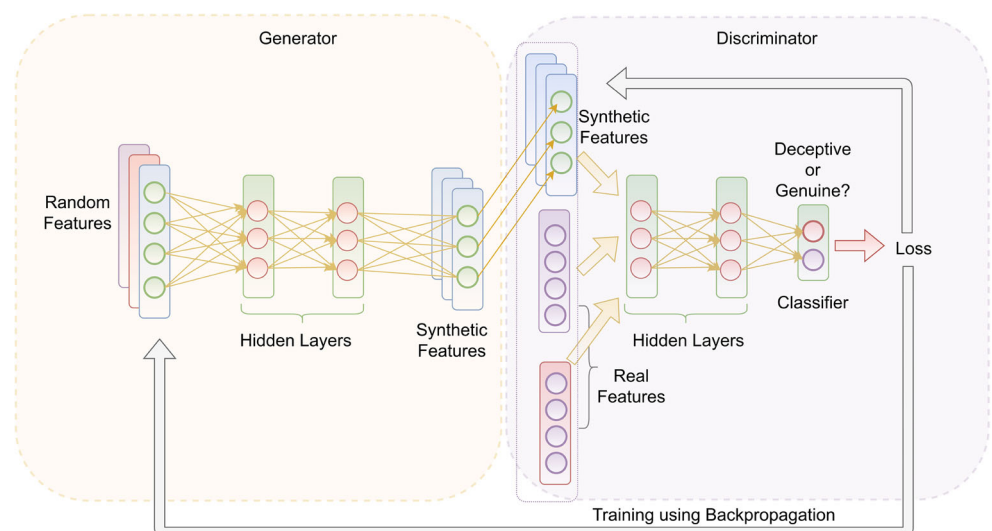 Generator
Discriminator
Random
Features
Hidden Layers
Synthetic
Features
Synthetic
Features
Real
Features
Hidden Layers
Deceptive
or
Genuine?
Classifier
Loss
Training using Backpropagation